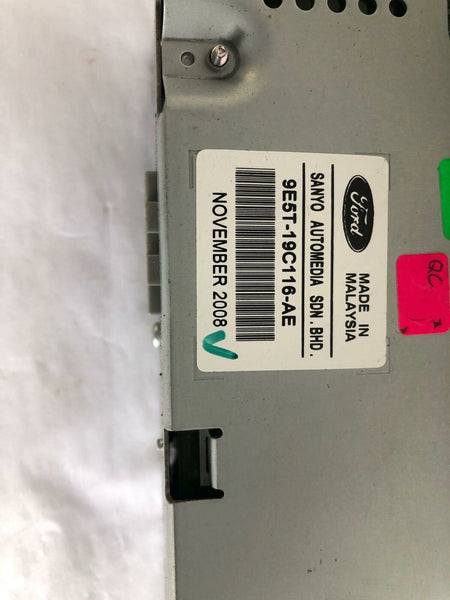 Ford
MADE IN
MALAYSIA
SANYO AUTOMEDIA SDN.BHD.
9E5T-19C116-AE
NOVEMBER 2008
QC